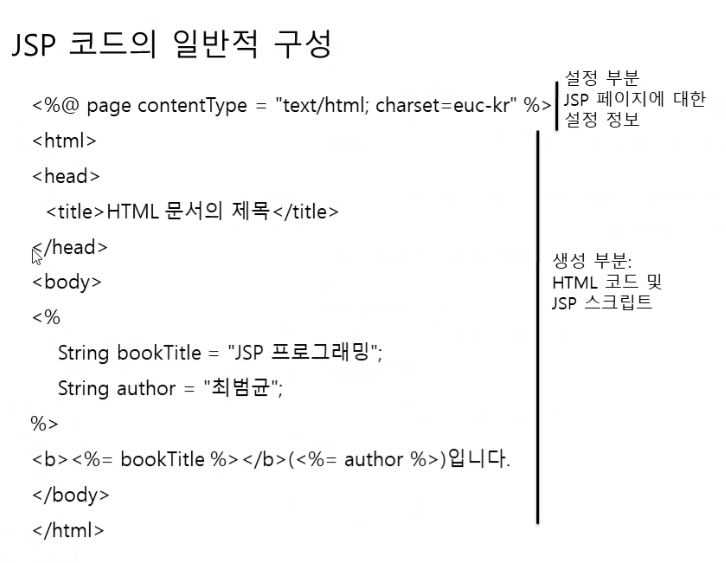 JSP 코드의 일반적 구성
<%@ page contentType = "text/html; charset=euc-kr" %>
설정 부분
JSP 페이지에 대한
설정 정보
<html>
<head>
<title>HTML 문서의 제목</title>
</head>
<body>
<%
String bookTitle = "JSP 프로그래밍";
String author = "최범균";
%>
<b><%= bookTitle %></b>(<%= author %>)입니다.
</body>
</html>
생성 부분:
HTML 코드 및
JSP 스크립트